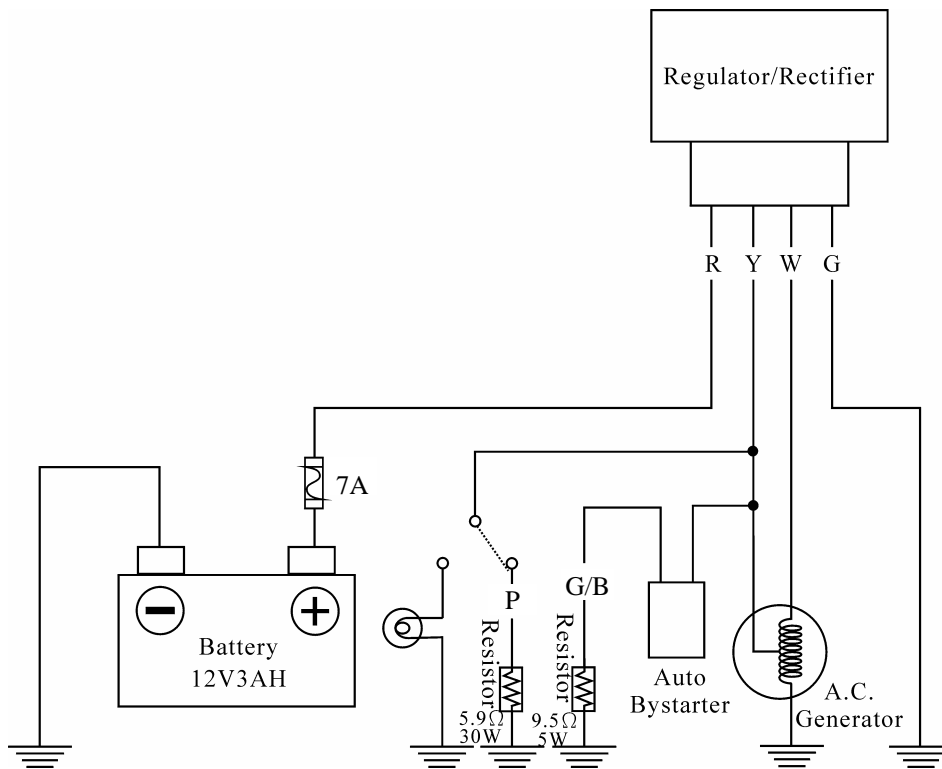 Regulator/Rectifier
R Y W G
7A
P
G/B
Resistor
Resistor
Battery
12V3AH
5.9Ω
30W
9.5Ω
5W
Auto
Bystarter
A.C.
Generator